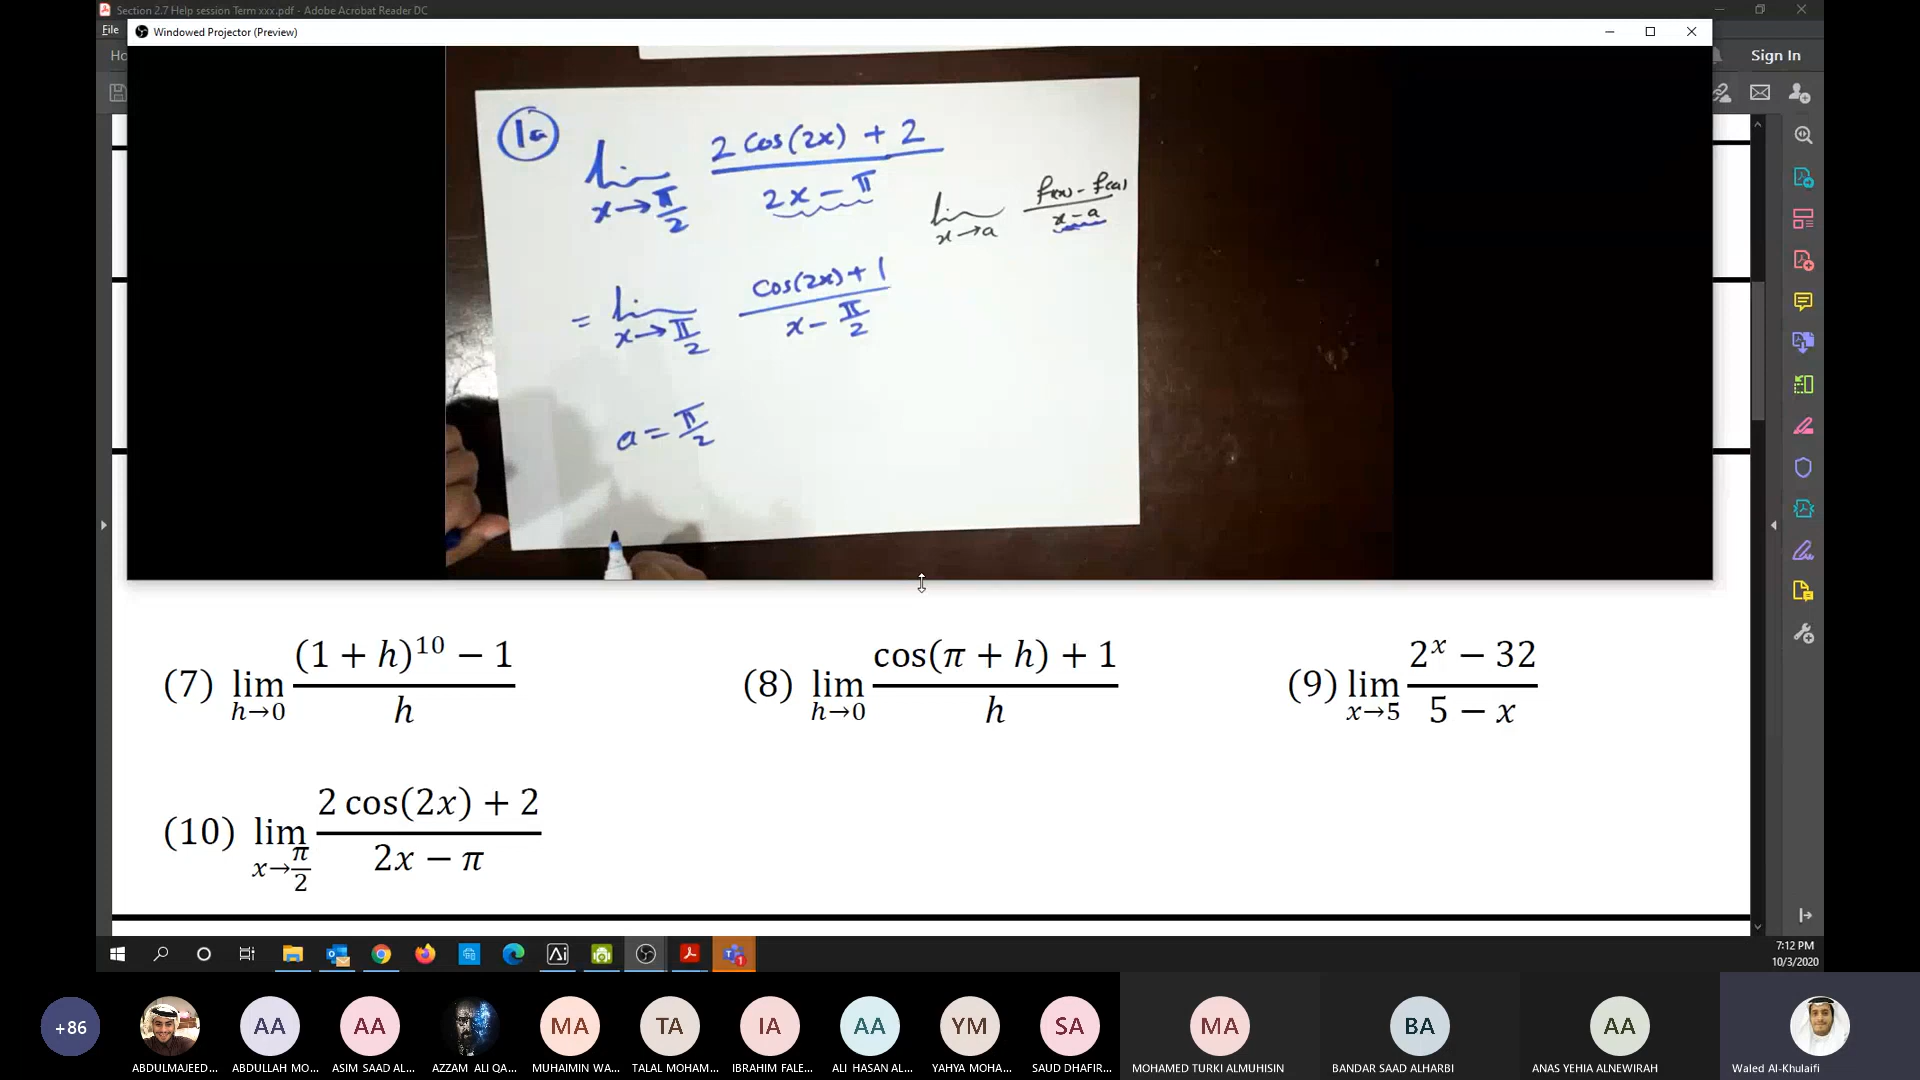 Section 2.7 Help session Term xxx.pdf - Adobe Acrobat Reader DC
File
Windowed Projector (Preview)
Ho
Sign In
10
lim x→π/2 (2 cos(2x) + 2)/(2x - π)
lim x→a (f(x) - f(a))/(x - a)
= lim x→π/2 (cos(2x) + 1)/(x - π/2)
a = π/2
(7) lim h→0 ((1 + h)^10 − 1)/h
(8) lim h→0 (cos(π + h) + 1)/h
(9) lim x→5 (2^x − 32)/(5 − x)
(10) lim x→π/2 (2 cos(2x) + 2)/(2x − π)
7:12 PM
10/3/2020
+86
AA
AA
MA
TA
IA
AA
YM
SA
MA
BA
AA
ABDULMAJEED...
ABDULLAH MO...
ASIM SAAD AL...
AZZAM ALI QA...
MUHAIMIN WA...
TALAL MOHAM...
IBRAHIM FALE...
ALI HASAN AL...
YAHYA MOHA...
SAUD DHAFIR...
MOHAMED TURKI ALMUHISIN
BANDAR SAAD ALHARBI
ANAS YEHIA ALNEWIRAH
Waled Al-Khulaifi